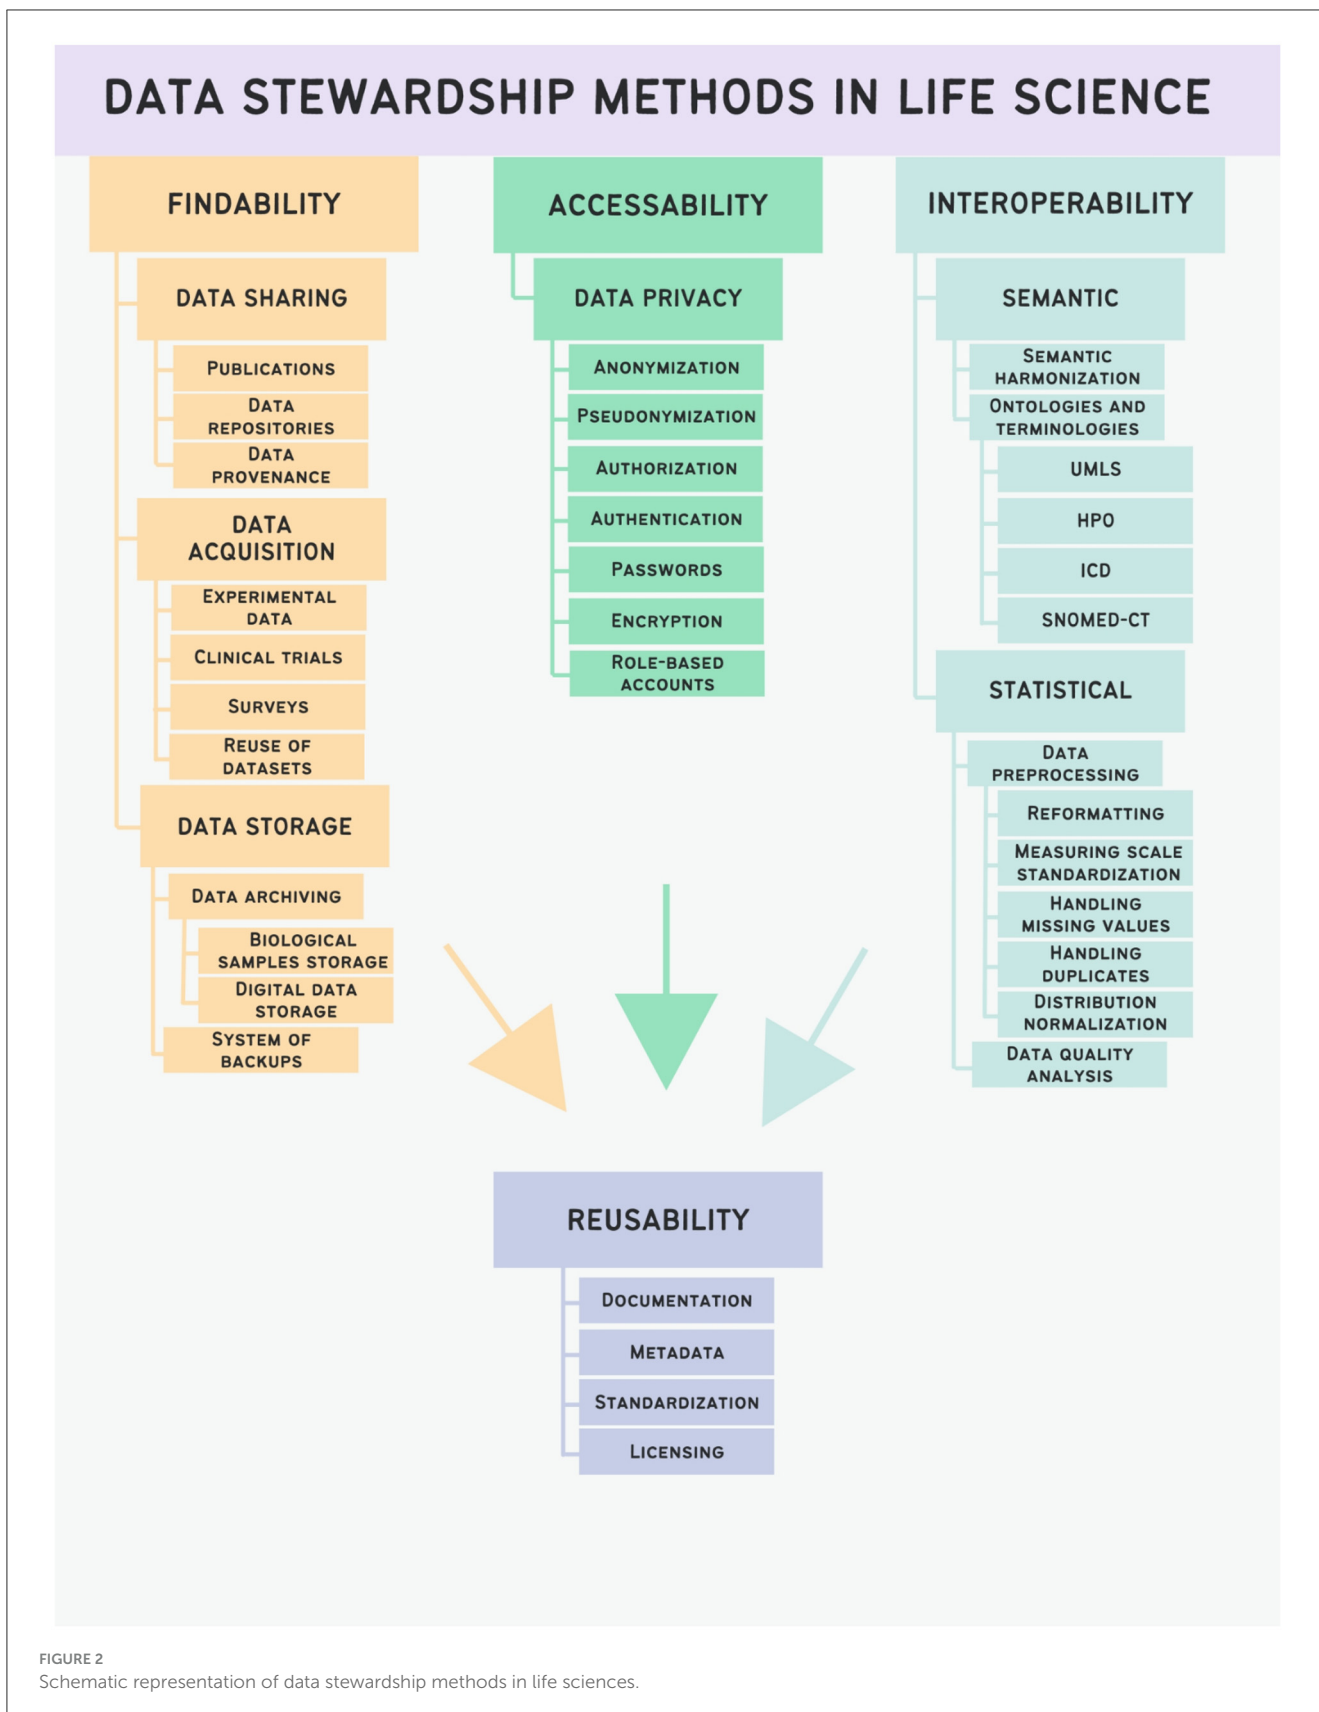 DATA STEWARDSHIP METHODS IN LIFE SCIENCE
FINDABILITY
DATA SHARING
PUBLICATIONS
DATA
REPOSITORIES
DATA
PROVENANCE
DATA
ACQUISITION
EXPERIMENTAL
DATA
CLINICAL TRIALS
SURVEYS
REUSE OF
DATASETS
DATA STORAGE
DATA ARCHIVING
BIOLOGICAL
SAMPLES STORAGE
DIGITAL DATA
STORAGE
SYSTEM OF
BACKUPS
ACCESSABILITY
DATA PRIVACY
ANONYMIZATION
PSEUDONYMIZATION
AUTHORIZATION
AUTHENTICATION
PASSWORDS
ENCRYPTION
ROLE-BASED
ACCOUNTS
INTEROPERABILITY
SEMANTIC
SEMANTIC
HARMONIZATION
ONTOLOGIES AND
TERMINOLOGIES
UMLS
HPO
ICD
SNOMED-CT
STATISTICAL
DATA
PREPROCESSING
REFORMATTING
MEASURING SCALE
STANDARDIZATION
HANDLING
MISSING VALUES
HANDLING
DUPLICATES
DISTRIBUTION
NORMALIZATION
DATA QUALITY
ANALYSIS
REUSABILITY
DOCUMENTATION
METADATA
STANDARDIZATION
LICENSING
FIGURE 2
Schematic representation of data stewardship methods in life sciences.